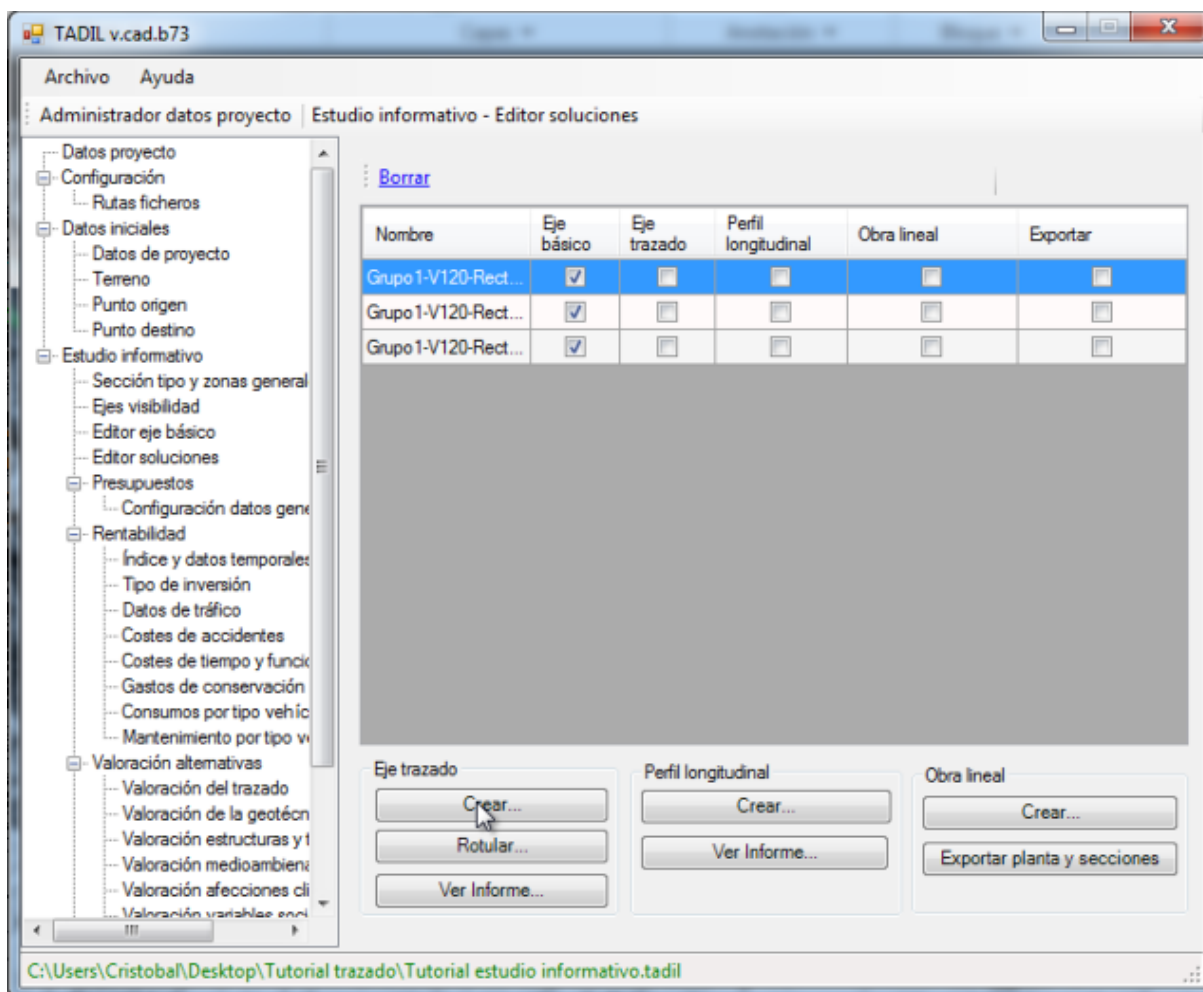 TADIL v.cad.b73
Archivo Ayuda
Administrador datos proyecto Estudio informativo - Editor soluciones
Datos proyecto
Configuración
Rutas ficheros
Datos iniciales
Datos de proyecto
Terreno
Punto origen
Punto destino
Estudio informativo
Sección tipo y zonas general
Ejes visibilidad
Editor eje básico
Editor soluciones
Presupuestos
Configuración datos gene
Rentabilidad
Índice y datos temporales
Tipo de inversión
Datos de tráfico
Costes de accidentes
Costes de tiempo y funcio
Gastos de conservación
Consumos por tipo vehíc
Mantenimiento por tipo ve
Valoración alternativas
Valoración del trazado
Valoración de la geotécn
Valoración estructuras y t
Valoración medioambiena
Valoración afecciones cli
Valoración variables soci
Borrar
Nombre Eje básico Eje trazado Perfil longitudinal Obra lineal Exportar
Grupo1-V120-Rect...
Grupo1-V120-Rect...
Grupo1-V120-Rect...
Eje trazado
Crear...
Rotular...
Ver Informe...
Perfil longitudinal
Crear...
Ver Informe...
Obra lineal
Crear...
Exportar planta y secciones
C:\Users\Cristobal\Desktop\Tutorial trazado\Tutorial estudio informativo.tadil